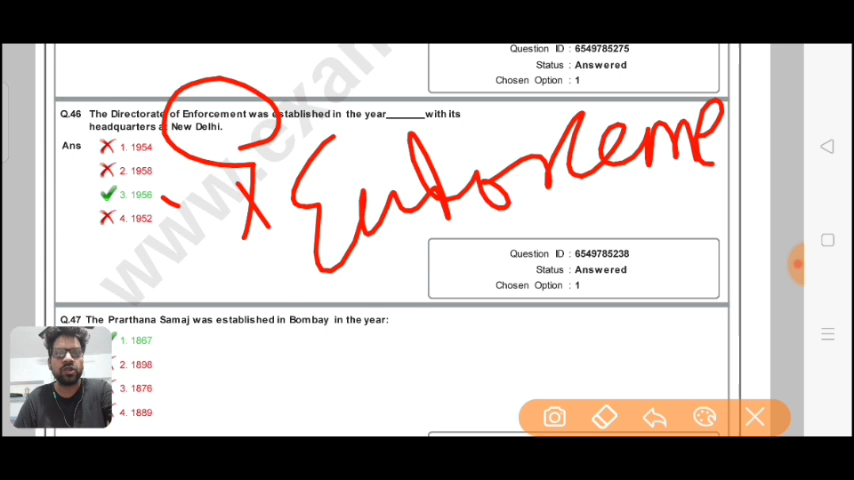 Question ID : 6549785275
Status : Answered
Chosen Option : 1
Q.46 The Directorate of Enforcement was established in the year_______with its
headquarters at New Delhi.
Ans 1. 1954
2. 1958
3. 1956
4. 1952
Enforceme
www.exam
Question ID : 6549785238
Status : Answered
Chosen Option : 1
Q.47 The Prarthana Samaj was established in Bombay in the year:
1. 1867
2. 1898
3. 1876
4. 1889